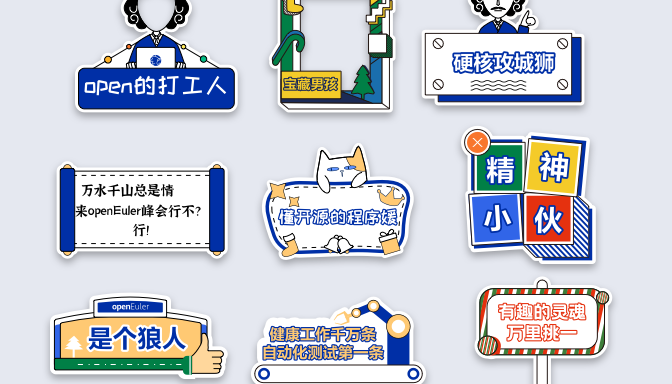 open的打工人
宝藏男孩
硬核攻城狮
万水千山总是情
来openEuler峰会行不?
行!
懂开源的程序媛
精
神
小
伙
openEuler
是个狼人
健康工作千万条
自动化测试第一条
有趣的灵魂
万里挑一